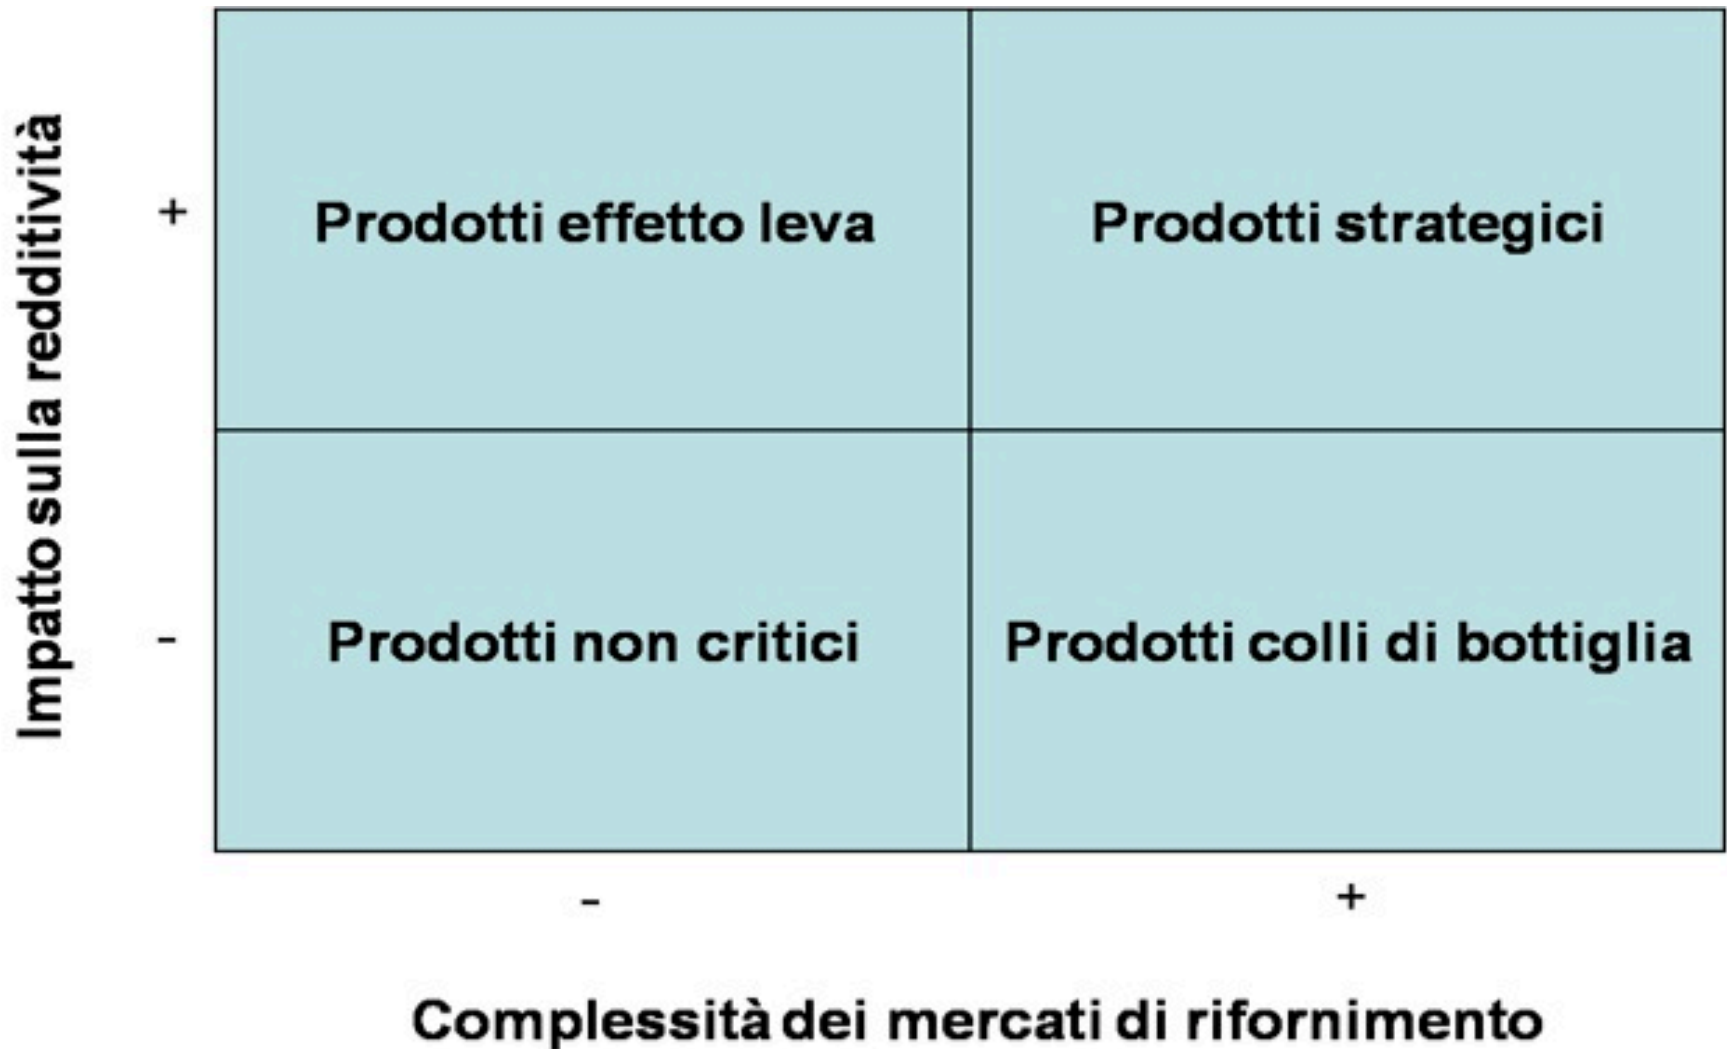 Impatto sulla redditività
+
Prodotti effetto leva
Prodotti strategici
-
Prodotti non critici
Prodotti colli di bottiglia
-
+
Complessità dei mercati di rifornimento